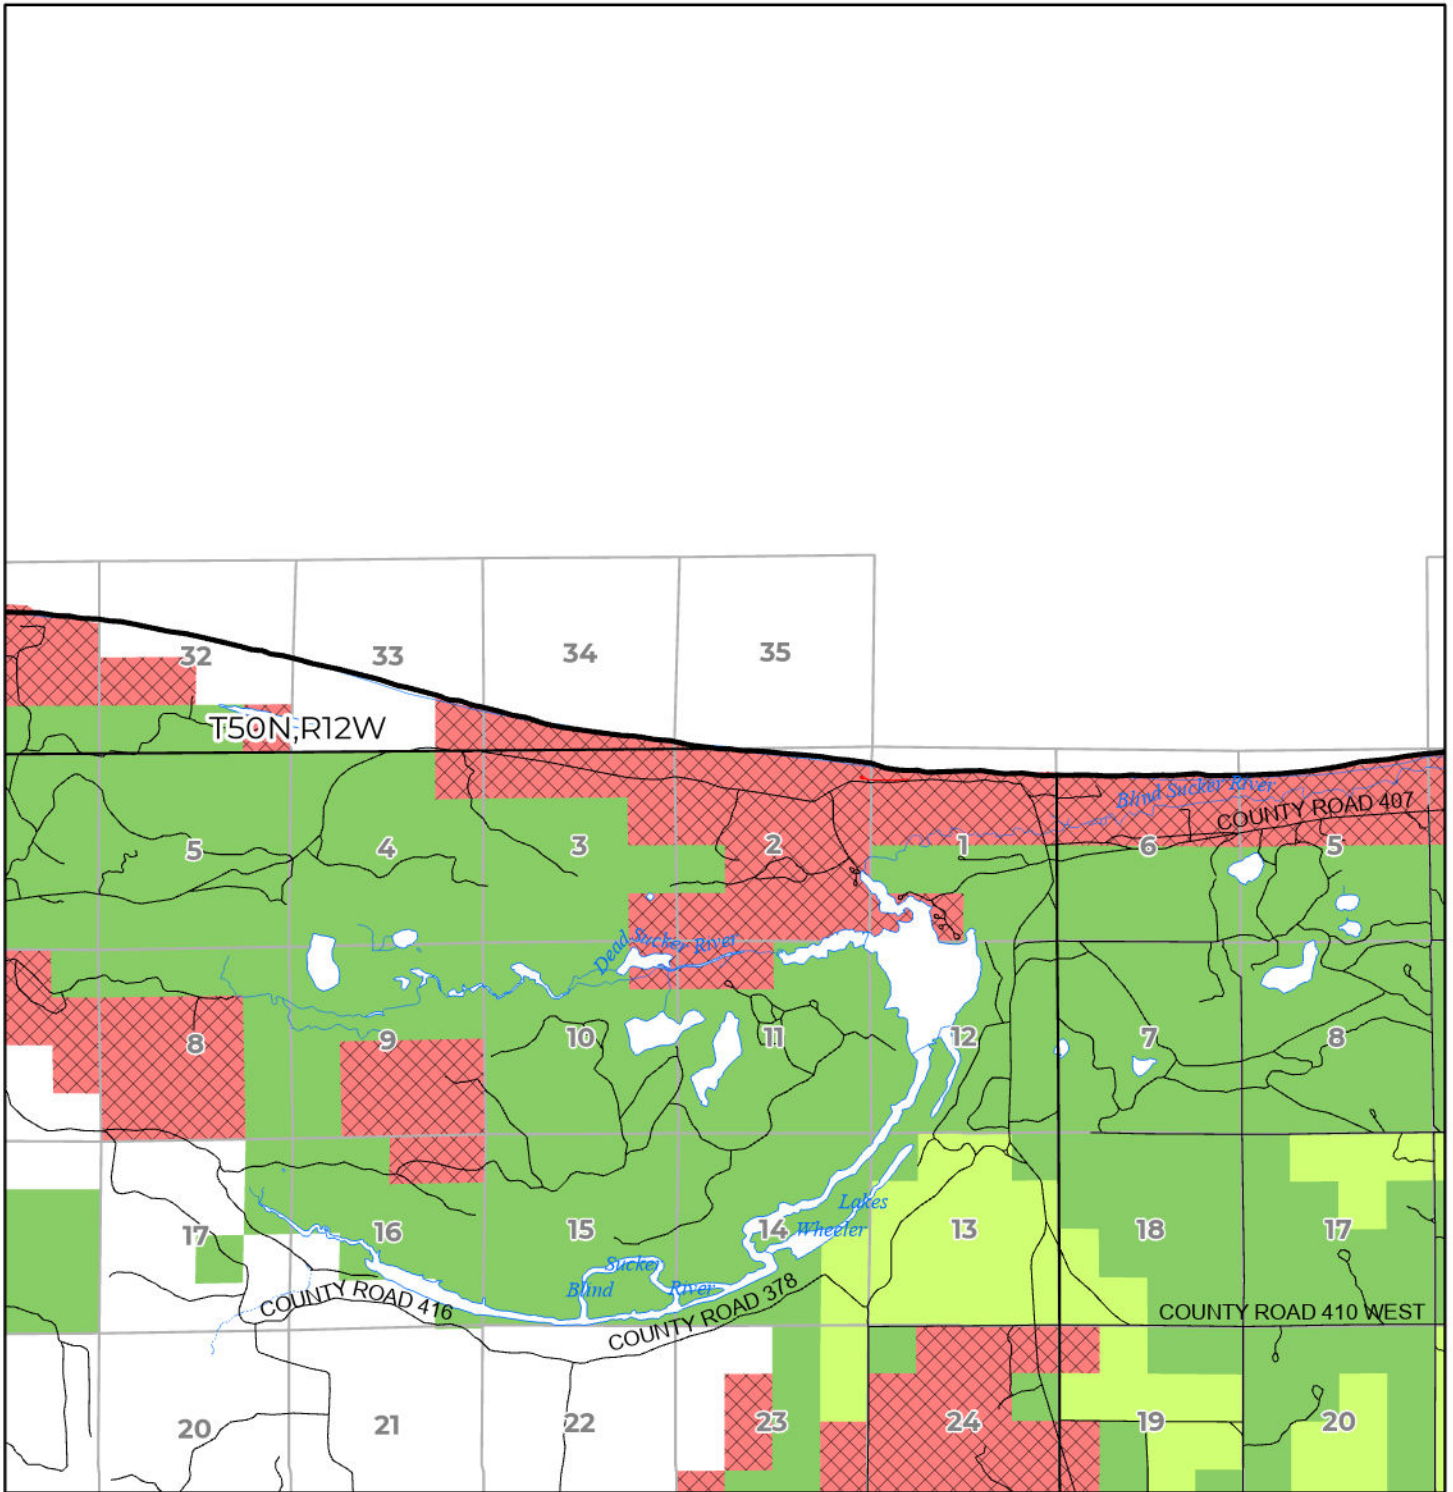 32
33
34
35
T50N,R12W
Blind Sucker River
COUNTY ROAD 407
5
4
3
2
1
6
5
Dead Sucker River
8
9
10
11
12
7
8
Lakes
Wheeler
17
16
15
14
13
18
17
Sucker
Blind
River
COUNTY ROAD 416
COUNTY ROAD 378
COUNTY ROAD 410 WEST
20
21
22
23
24
19
20